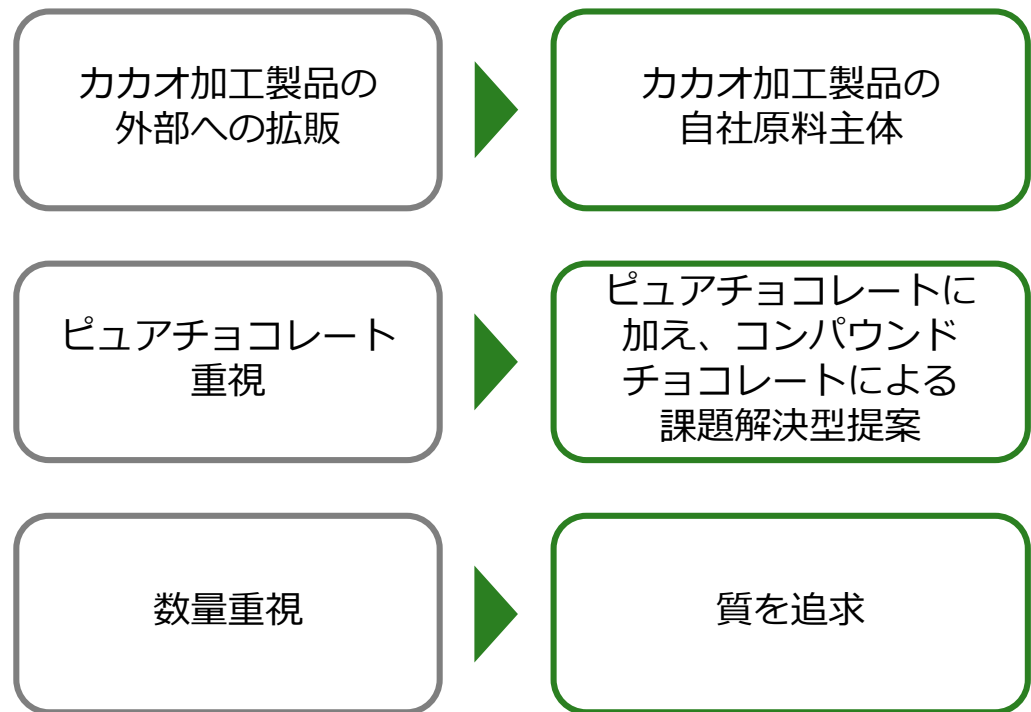 カカオ加工製品の
外部への拡販
カカオ加工製品の
自社原料主体
ピュアチョコレート
重視
ピュアチョコレートに
加え、コンパウンド
チョコレートによる
課題解決型提案
数量重視
質を追求